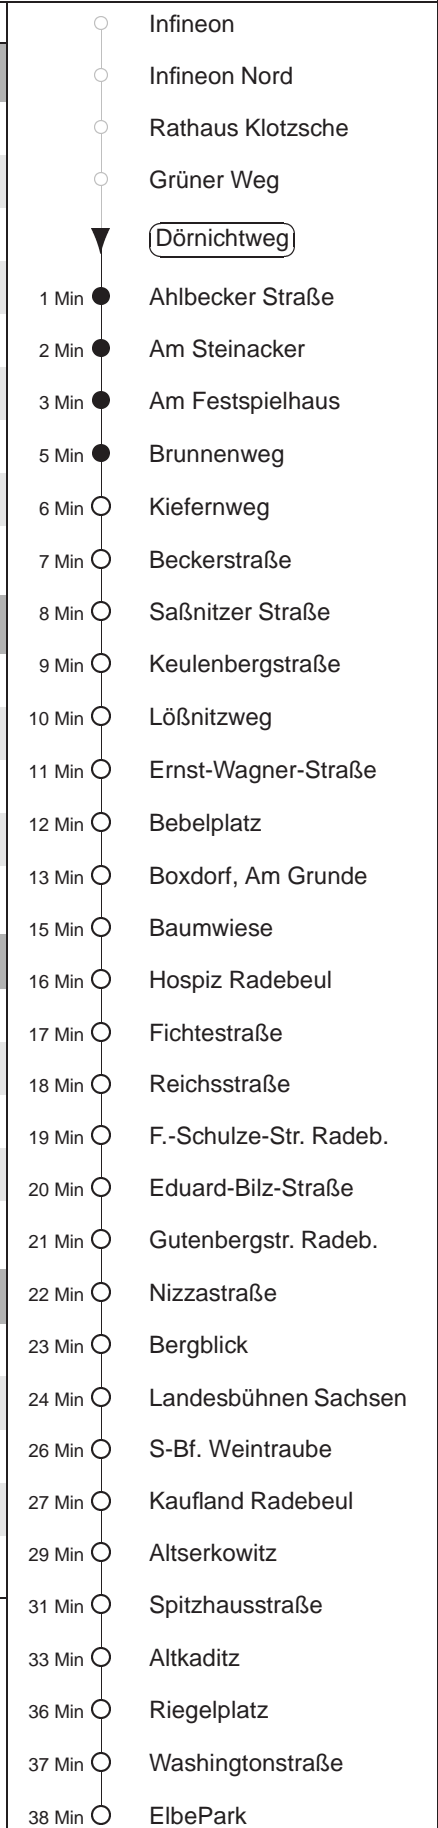 Infineon
Infineon Nord
Rathaus Klotzsche
Grüner Weg
Dörnichtweg
1 Min Ahlbecker Straße
2 Min Am Steinacker
3 Min Am Festspielhaus
5 Min Brunnenweg
6 Min Kiefernweg
7 Min Beckerstraße
8 Min Saßnitzer Straße
9 Min Keulenbergstraße
10 Min Lößnitzweg
11 Min Ernst-Wagner-Straße
12 Min Bebelplatz
13 Min Boxdorf, Am Grunde
15 Min Baumwiese
16 Min Hospiz Radebeul
17 Min Fichtestraße
18 Min Reichsstraße
19 Min F.-Schulze-Str. Radeb.
20 Min Eduard-Bilz-Straße
21 Min Gutenbergstr. Radeb.
22 Min Nizzastraße
23 Min Bergblick
24 Min Landesbühnen Sachsen
26 Min S-Bf. Weintraube
27 Min Kaufland Radebeul
29 Min Altserkowitz
31 Min Spitzhausstraße
33 Min Altkaditz
36 Min Riegelplatz
37 Min Washingtonstraße
38 Min ElbePark